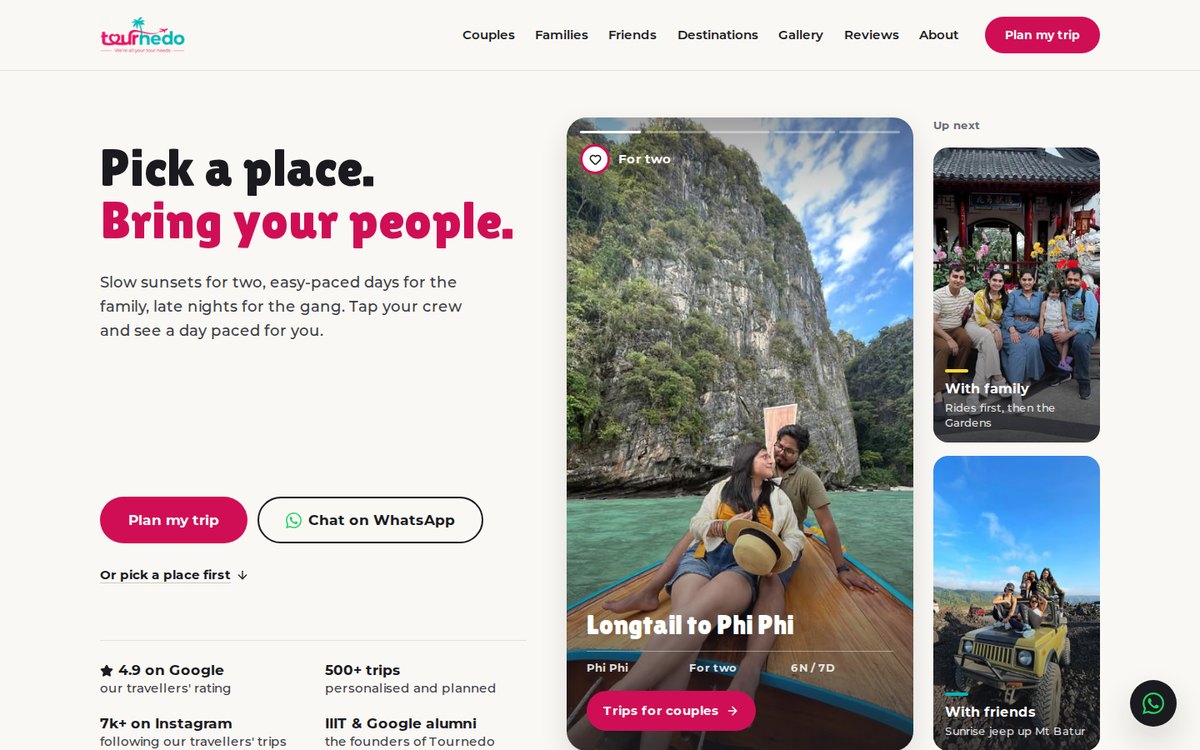 tournedo
We're all your tour needs
Couples
Families
Friends
Destinations
Gallery
Reviews
About
Plan my trip
Pick a place.
Bring your people.
Slow sunsets for two, easy-paced days for the
family, late nights for the gang. Tap your crew
and see a day paced for you.
Plan my trip
Chat on WhatsApp
Or pick a place first ↓
4.9 on Google
our travellers' rating
500+ trips
personalised and planned
7k+ on Instagram
following our travellers' trips
IIIT & Google alumni
the founders of Tournedo
For two
Longtail to Phi Phi
Phi Phi
For two
6N / 7D
Trips for couples →
Up next
With family
Rides first, then the
Gardens
With friends
Sunrise jeep up Mt Batur